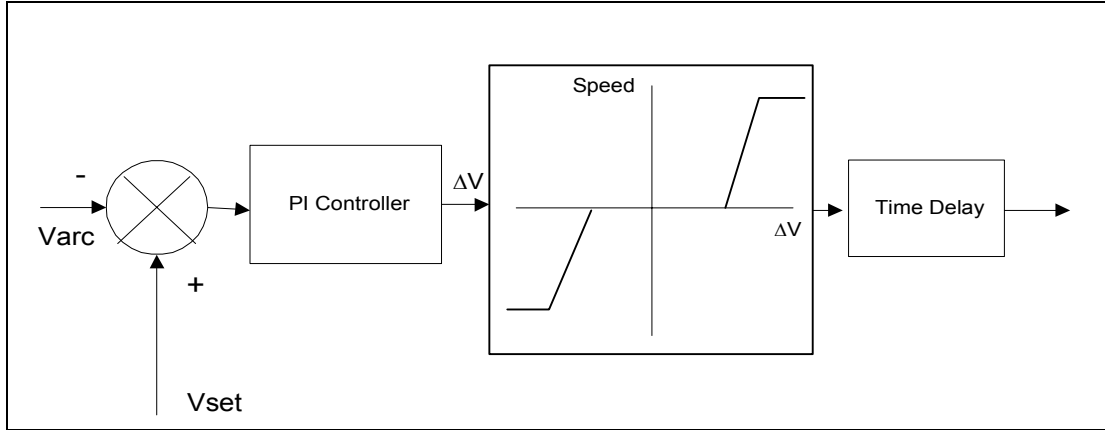 -
Varc
+
Vset
PI Controller
ΔV
Speed
ΔV
Time Delay